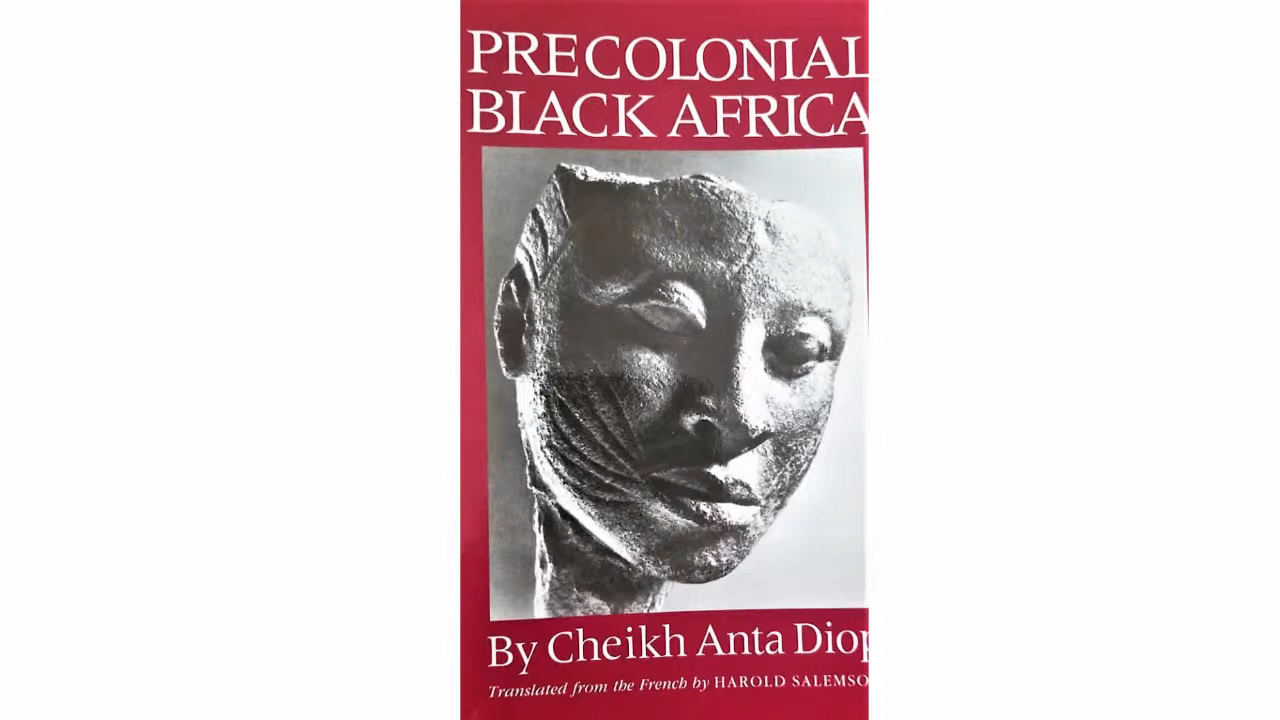 PRECOLONIAL
BLACK AFRICA
By Cheikh Anta Diop
Translated from the French by HAROLD SALEMSO